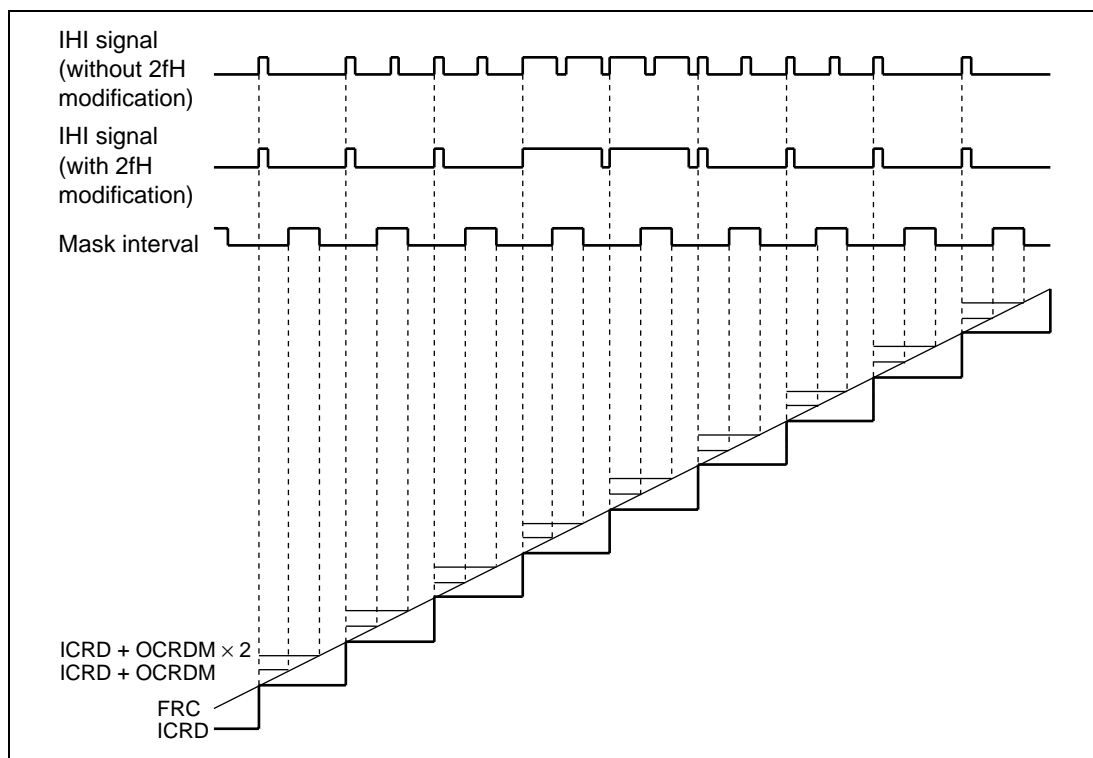 IHI signal
(without 2fH
modification)
IHI signal
(with 2fH
modification)
Mask interval
ICRD + OCRDM × 2
ICRD + OCRDM
FRC
ICRD